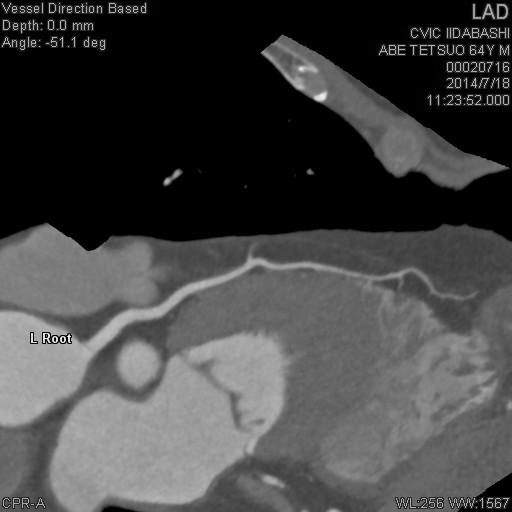 Vessel Direction Based
Depth: 0.0 mm
Angle: -51.1 deg
LAD
CVIC IIDABASHI
ABE TETSUO 64Y M
00020716
2014/7/18
11:23:52.000
L Root
CPR-A
WL:256 WW:1567